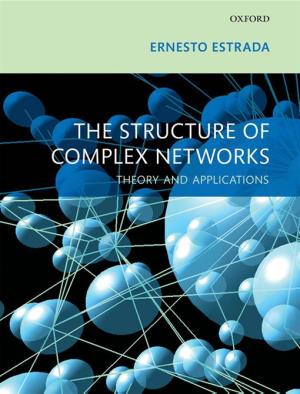 OXFORD
ERNESTO ESTRADA
THE STRUCTURE OF
COMPLEX NETWORKS
THEORY AND APPLICATIONS